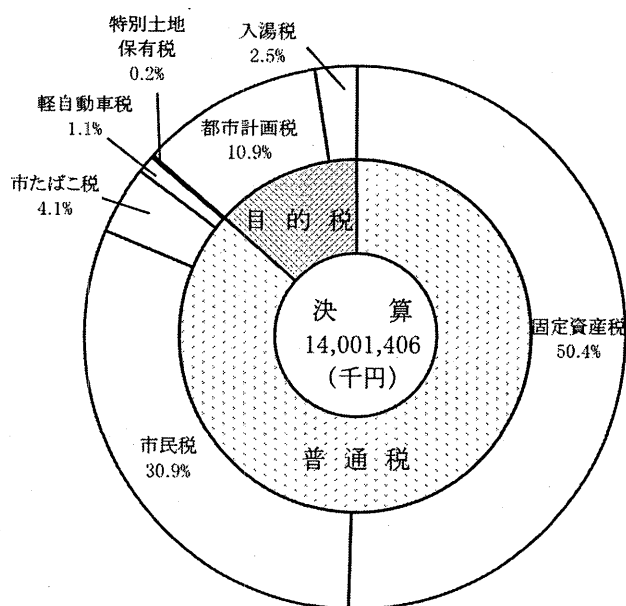 特別土地
保有税
0.2%
入湯税
2.5%
軽自動車税
1.1%
都市計画税
10.9%
市たばこ税
4.1%
目的税
決算
14,001,406
(千円)
固定資産税
50.4%
市民税
30.9%
普通税